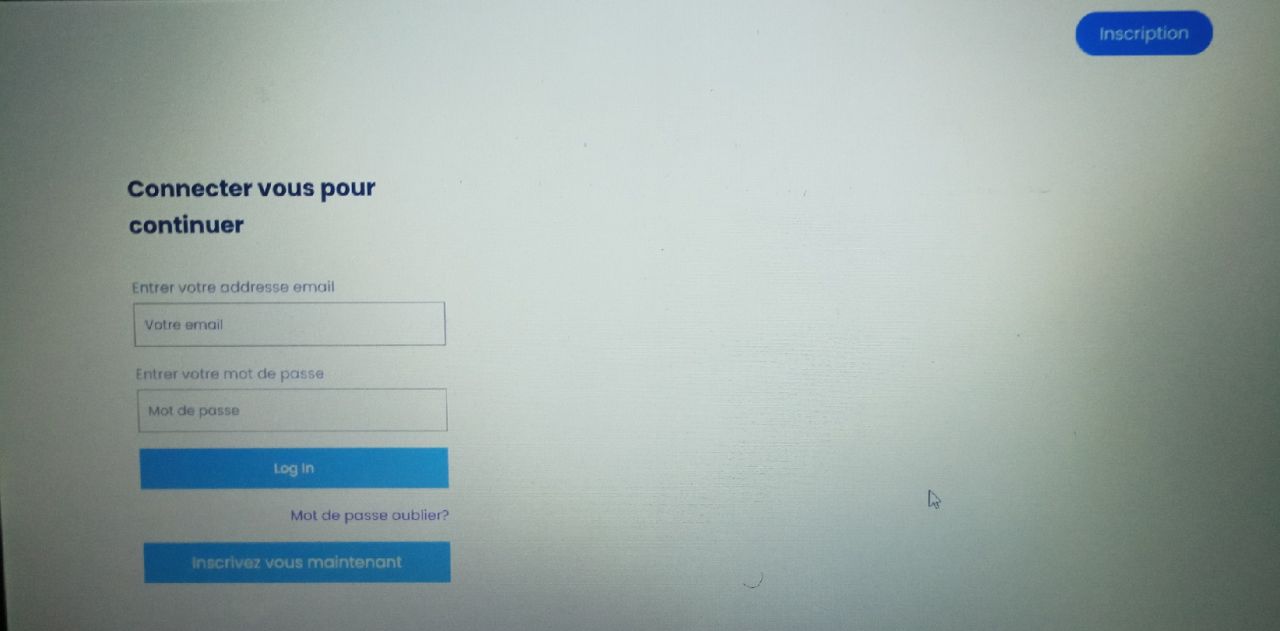 Inscription
Connecter vous pour
continuer
Entrer votre addresse email
Votre email
Entrer votre mot de passe
Mot de passe
Log In
Mot de passe oublier?
Inscrivez vous maintenant